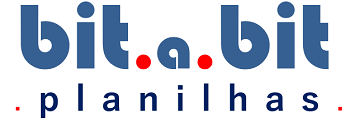 bit.a.bit
. planilhas .